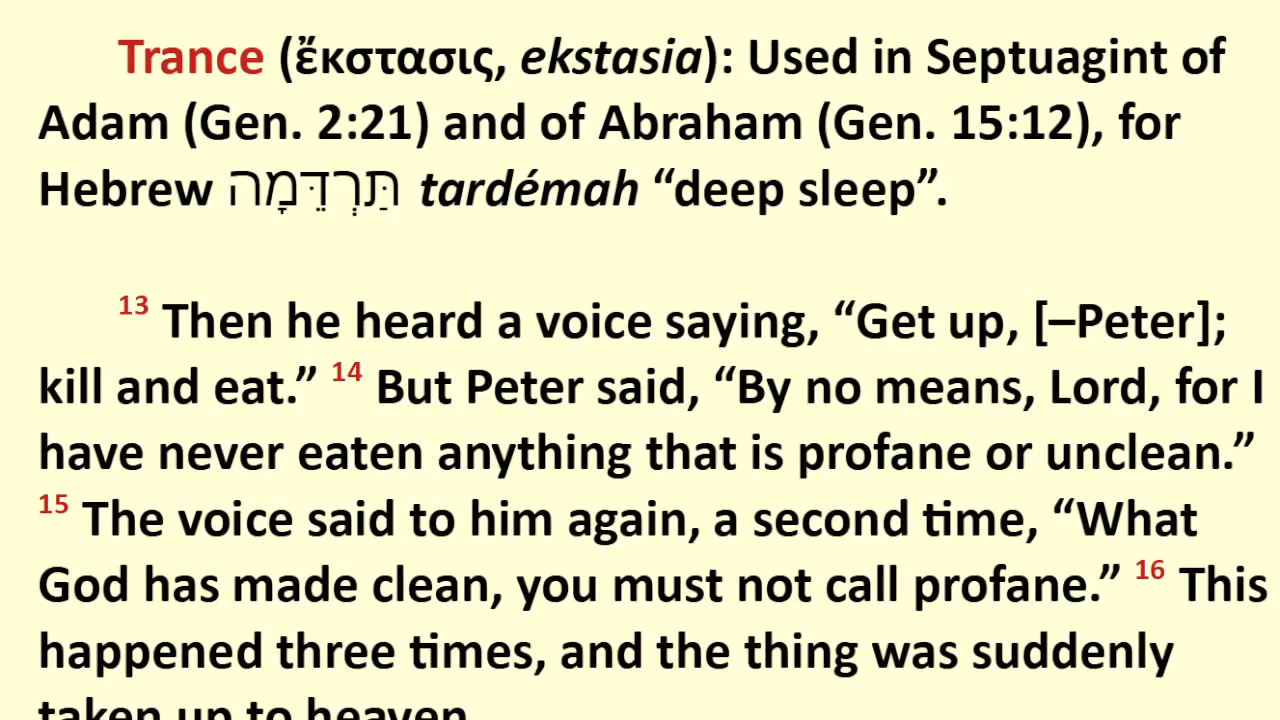 Trance (ἔκστασις, ekstasia): Used in Septuagint of
Adam (Gen. 2:21) and of Abraham (Gen. 15:12), for
Hebrew תַּרְדֵּמָה tardémah “deep sleep”.
13 Then he heard a voice saying, “Get up, [–Peter];
kill and eat.” 14 But Peter said, “By no means, Lord, for I
have never eaten anything that is profane or unclean.”
15 The voice said to him again, a second time, “What
God has made clean, you must not call profane.” 16 This
happened three times, and the thing was suddenly
taken up to heaven.